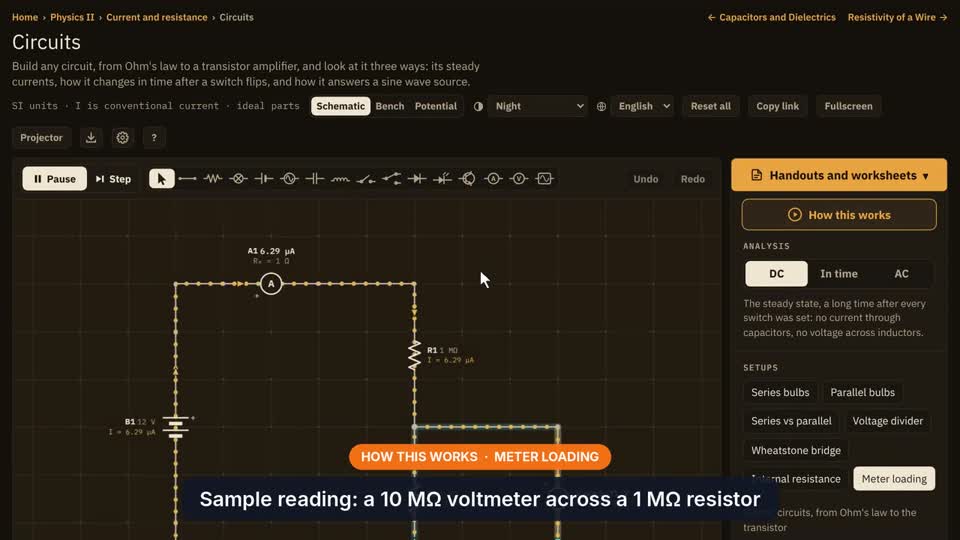 Home › Physics II › Current and resistance › Circuits
← Capacitors and Dielectrics Resistivity of a Wire →
Circuits
Build any circuit, from Ohm's law to a transistor amplifier, and look at it three ways: its steady
currents, how it changes in time after a switch flips, and how it answers a sine wave source.
SI units · I is conventional current · ideal parts
Schematic Bench Potential
Night
English
Reset all
Copy link
Fullscreen
Projector
?
Pause
Step
A
V
Undo
Redo
Handouts and worksheets
How this works
ANALYSIS
DC In time AC
The steady state, a long time after every
switch was set: no current through
capacitors, no voltage across inductors.
SETUPS
Series bulbs Parallel bulbs
Series vs parallel Voltage divider
Wheatstone bridge
Internal resistance Meter loading
circuits, from Ohm's law to the
transistor
A1 6.29 μA
Rₐ = 1 Ω
A
+
R1 1 MΩ
I = 6.29 μA
B1 12 V
I = 6.29 μA
+
HOW THIS WORKS · METER LOADING
Sample reading: a 10 MΩ voltmeter across a 1 MΩ resistor